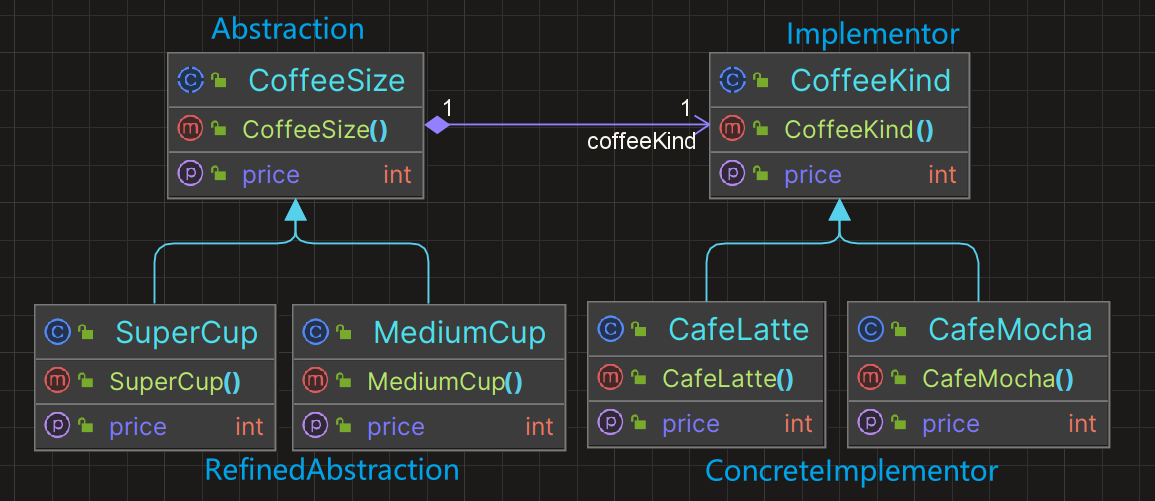 Abstraction
Implementor
CoffeeSize
CoffeeSize()
price int
1 1
coffeeKind
CoffeeKind
CoffeeKind()
price int
SuperCup
SuperCup()
price int
MediumCup
MediumCup()
price int
CafeLatte
CafeLatte()
price int
CafeMocha
CafeMocha()
price int
RefinedAbstraction
ConcreteImplementor